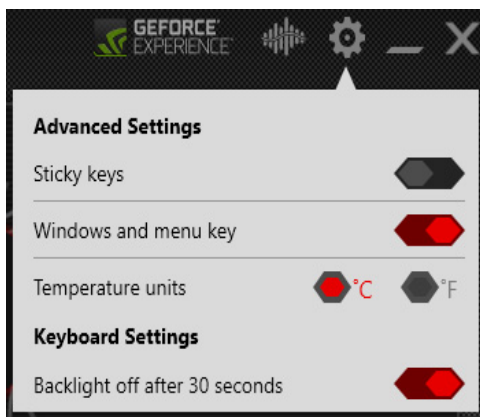 GEFORCE
EXPERIENCE
Advanced Settings
Sticky keys
Windows and menu key
Temperature units °C °F
Keyboard Settings
Backlight off after 30 seconds